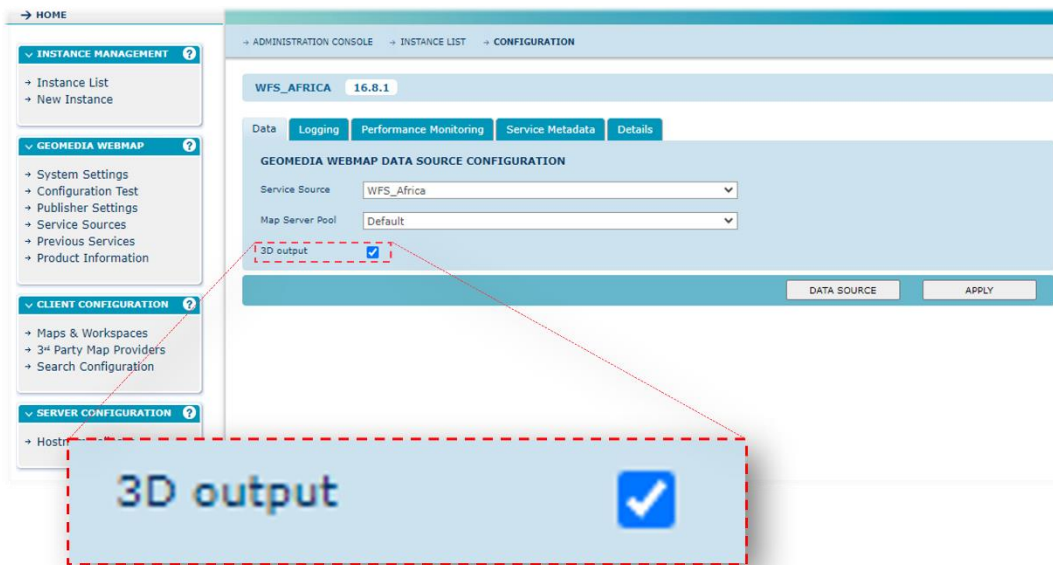 → HOME
INSTANCE MANAGEMENT ?
→ Instance List
→ New Instance
GEOMEDIA WEBMAP ?
→ System Settings
→ Configuration Test
→ Publisher Settings
→ Service Sources
→ Previous Services
→ Product Information
CLIENT CONFIGURATION ?
→ Maps & Workspaces
→ 3rd Party Map Providers
→ Search Configuration
SERVER CONFIGURATION ?
→ ADMINISTRATION CONSOLE → INSTANCE LIST → CONFIGURATION
WFS_AFRICA 16.8.1
Data Logging Performance Monitoring Service Metadata Details
GEOMEDIA WEBMAP DATA SOURCE CONFIGURATION
Service Source WFS_Africa
Map Server Pool Default
3D output
DATA SOURCE APPLY
3D output